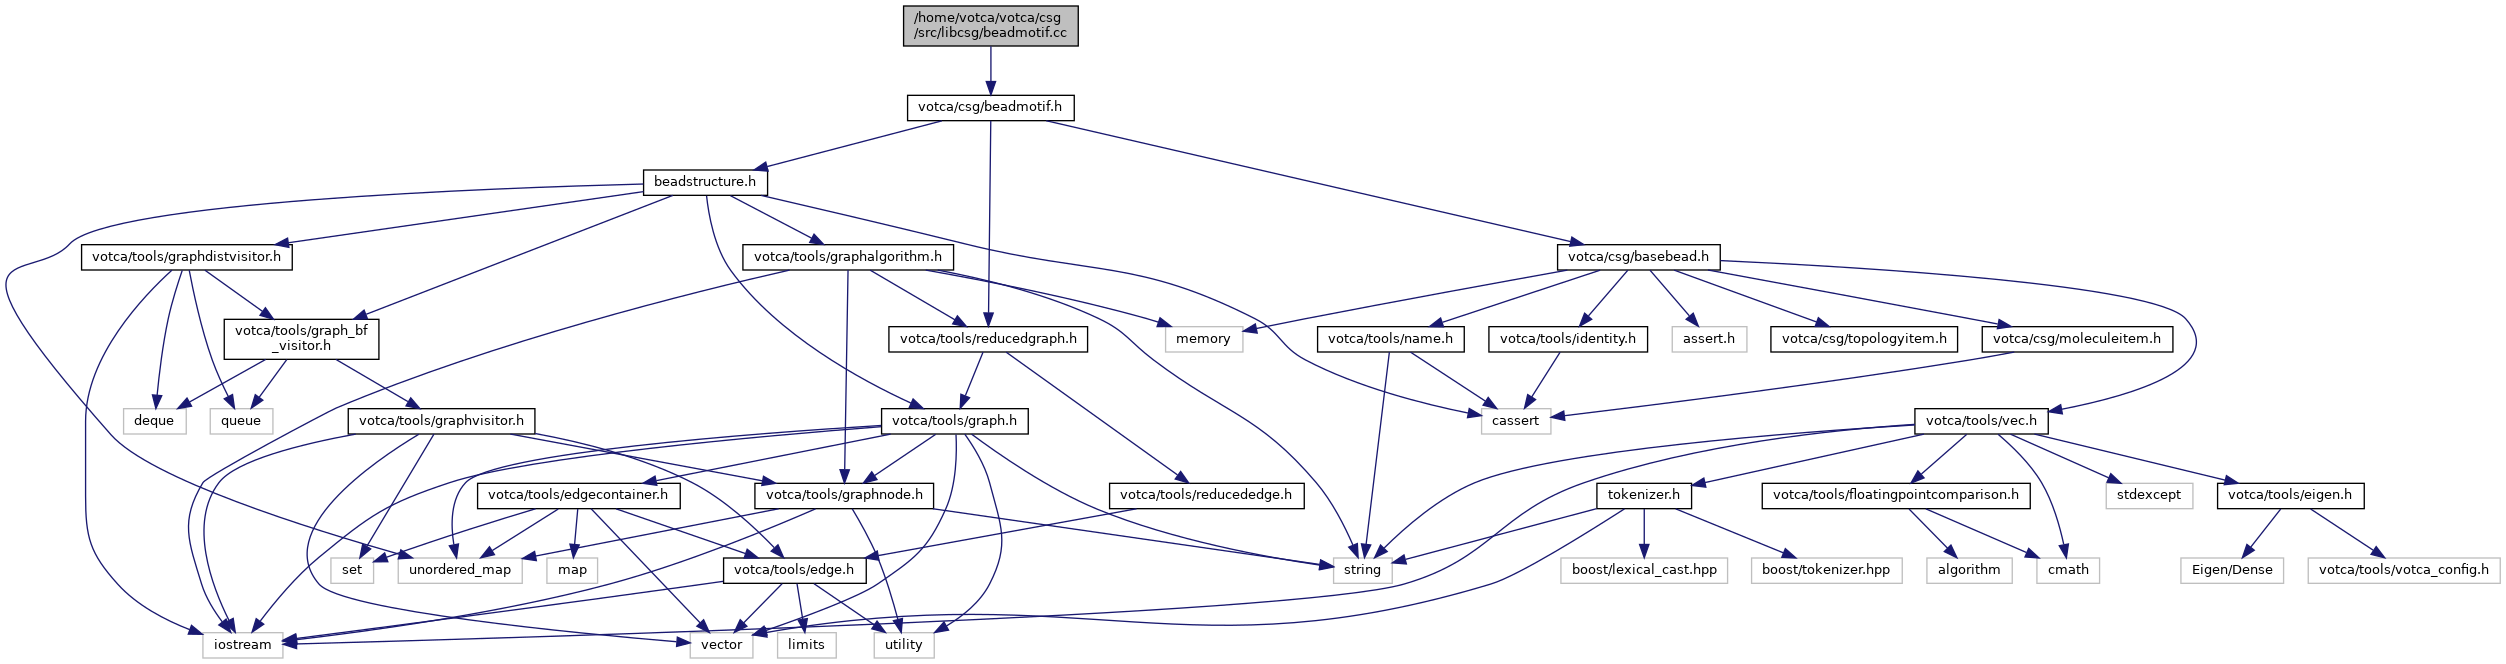 /home/votca/votca/csg
/src/libcsg/beadmotif.cc
votca/csg/beadmotif.h
beadstructure.h
votca/tools/graphdistvisitor.h
votca/tools/graphalgorithm.h
votca/csg/basebead.h
votca/tools/graph_bf
_visitor.h
votca/tools/reducedgraph.h
memory
votca/tools/name.h
votca/tools/identity.h
assert.h
votca/csg/topologyitem.h
votca/csg/moleculeitem.h
deque
queue
votca/tools/graphvisitor.h
votca/tools/graph.h
cassert
votca/tools/vec.h
votca/tools/edgecontainer.h
votca/tools/graphnode.h
votca/tools/reducededge.h
tokenizer.h
votca/tools/floatingpointcomparison.h
stdexcept
votca/tools/eigen.h
set
unordered_map
map
votca/tools/edge.h
string
boost/lexical_cast.hpp
boost/tokenizer.hpp
algorithm
cmath
Eigen/Dense
votca/tools/votca_config.h
iostream
vector
limits
utility